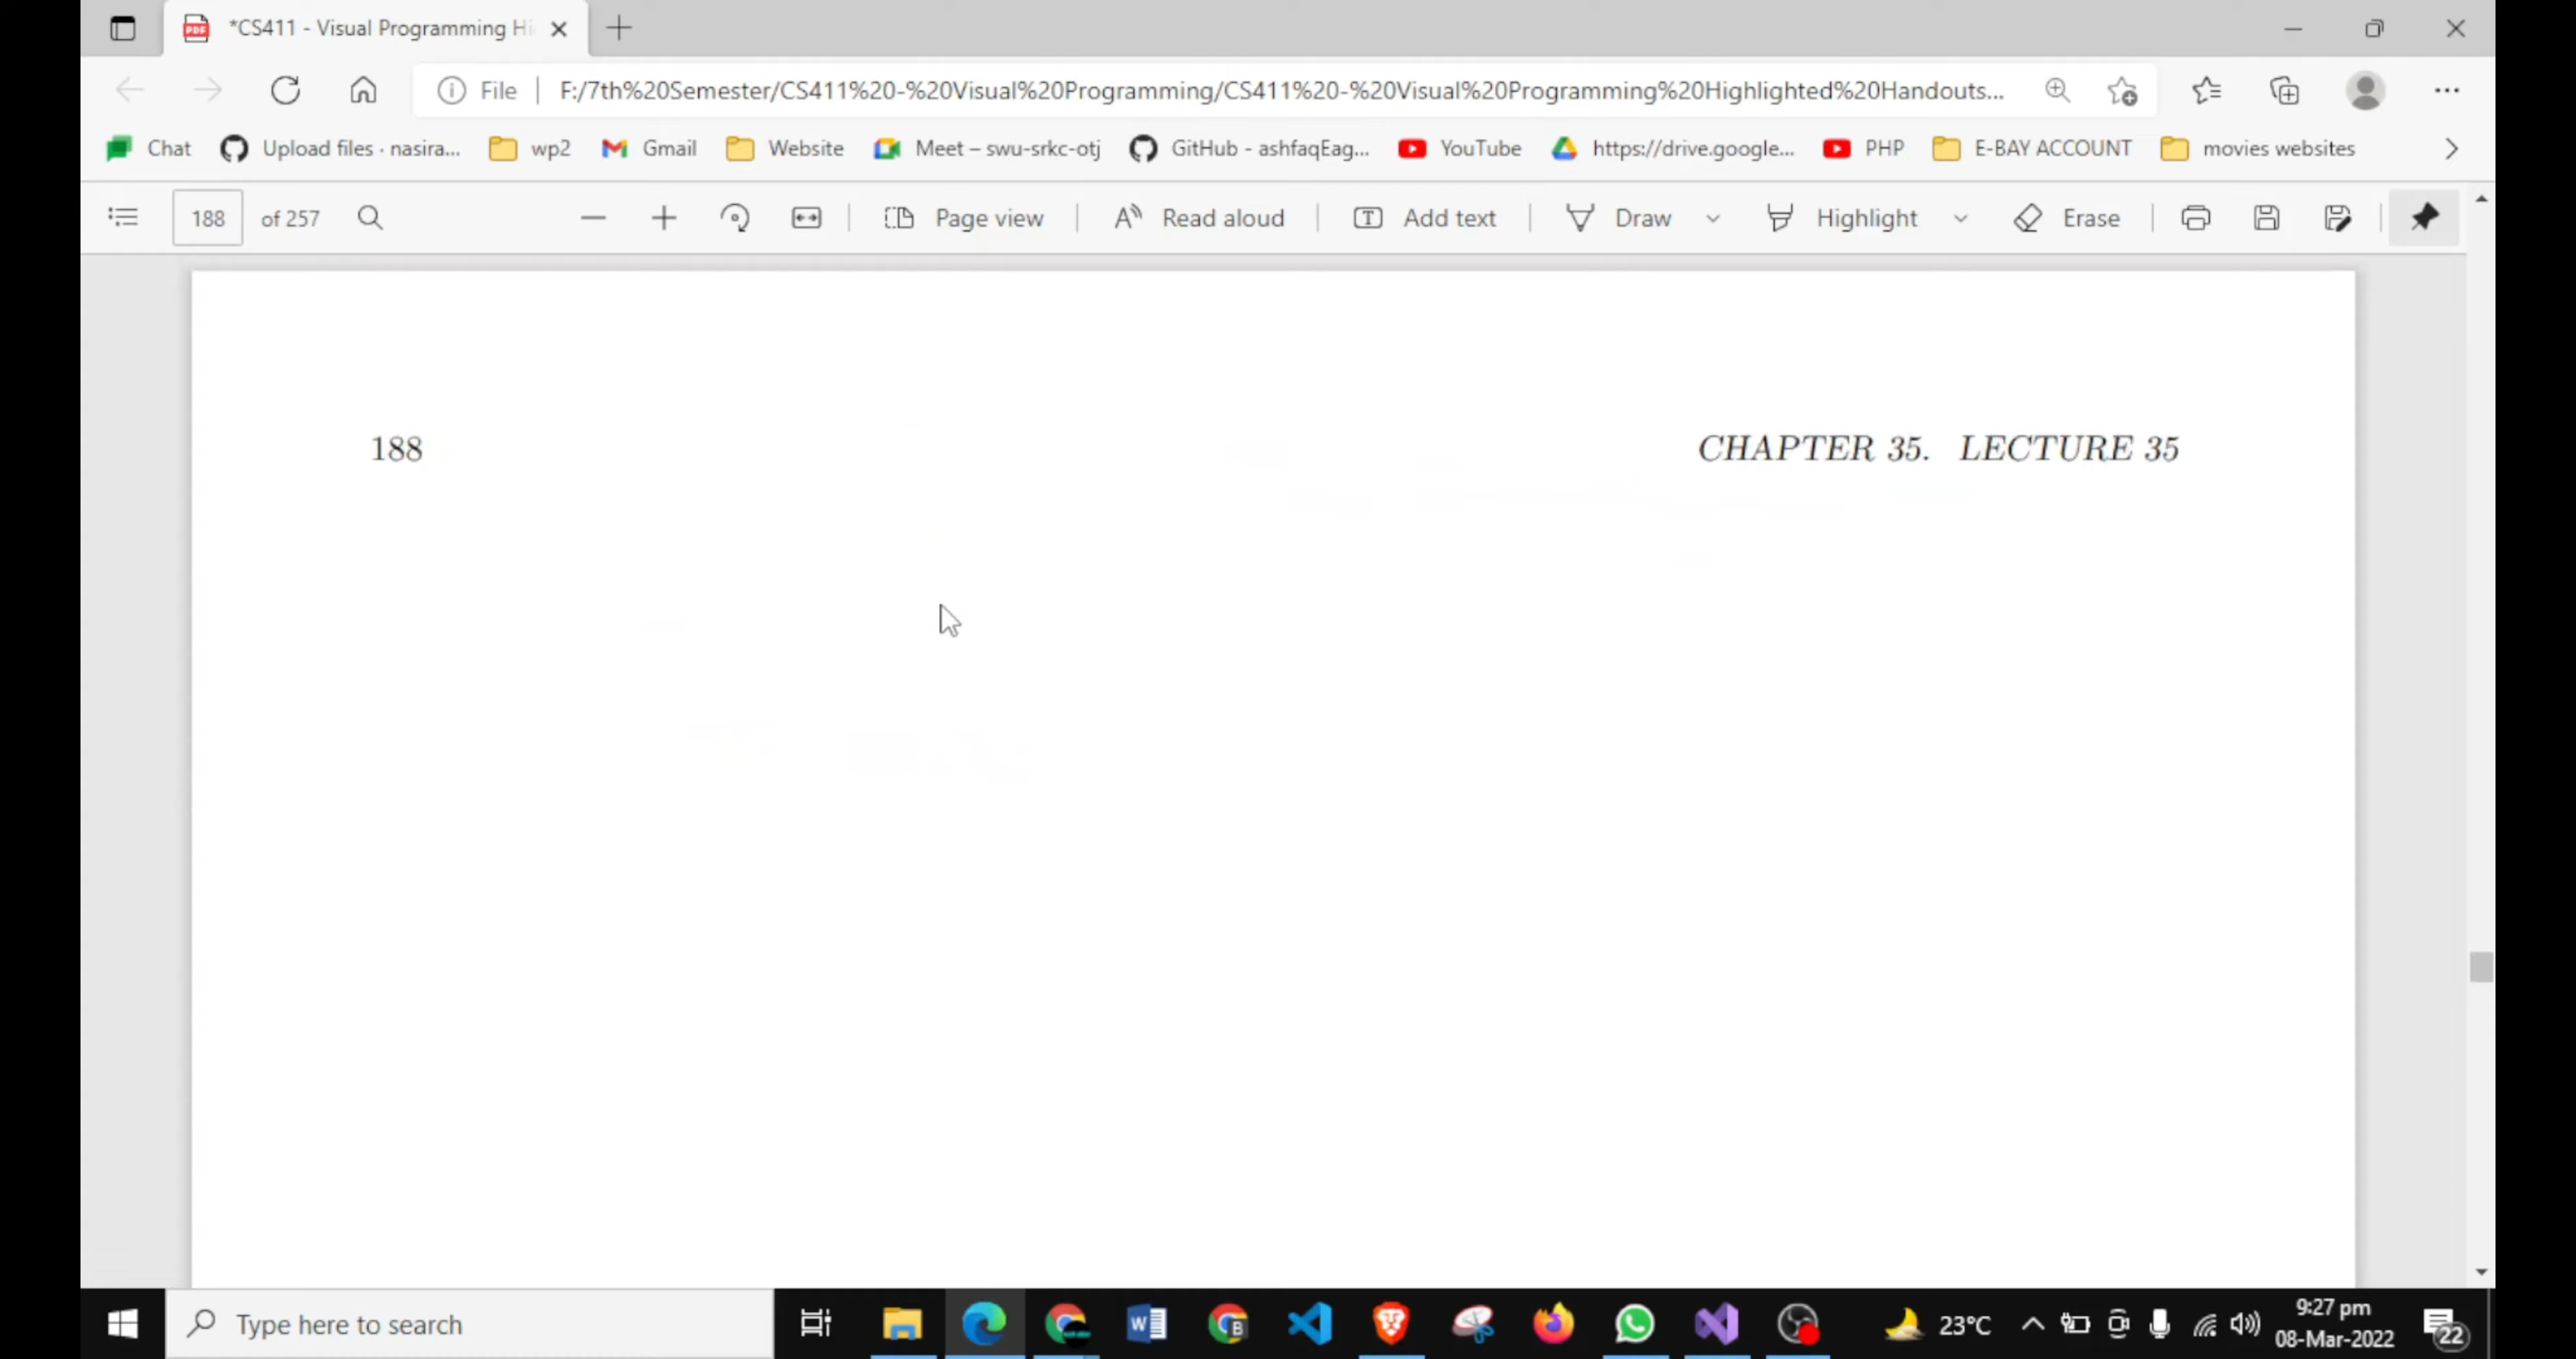 *CS411 - Visual Programming Hi
File F:/7th%20Semester/CS411%20-%20Visual%20Programming/CS411%20-%20Visual%20Programming%20Highlighted%20Handouts...
Chat Upload files · nasira... wp2 Gmail Website Meet – swu-srkc-otj GitHub - ashfaqEag... YouTube https://drive.google... PHP E-BAY ACCOUNT movies websites
188 of 257 Page view Read aloud Add text Draw Highlight Erase
188 CHAPTER 35. LECTURE 35
Type here to search 23°C 9:27 pm
08-Mar-2022 22